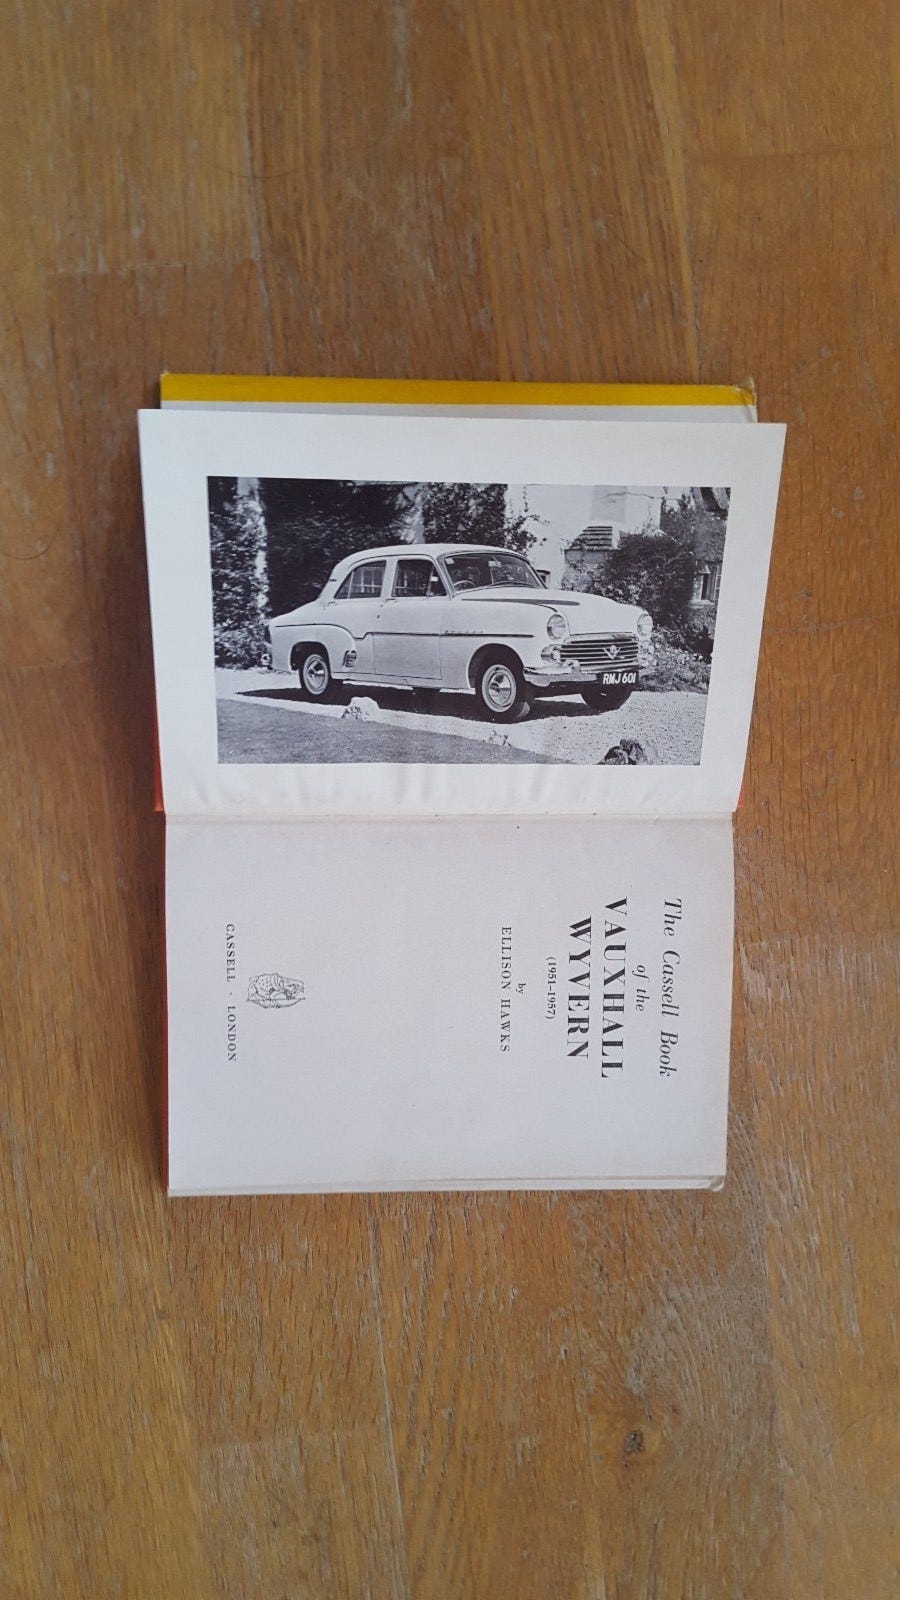 RMJ 601
The Cassell Book
of the
VAUXHALL
WYVERN
(1951–1957)
by
ELLISON HAWKS
CASSELL · LONDON